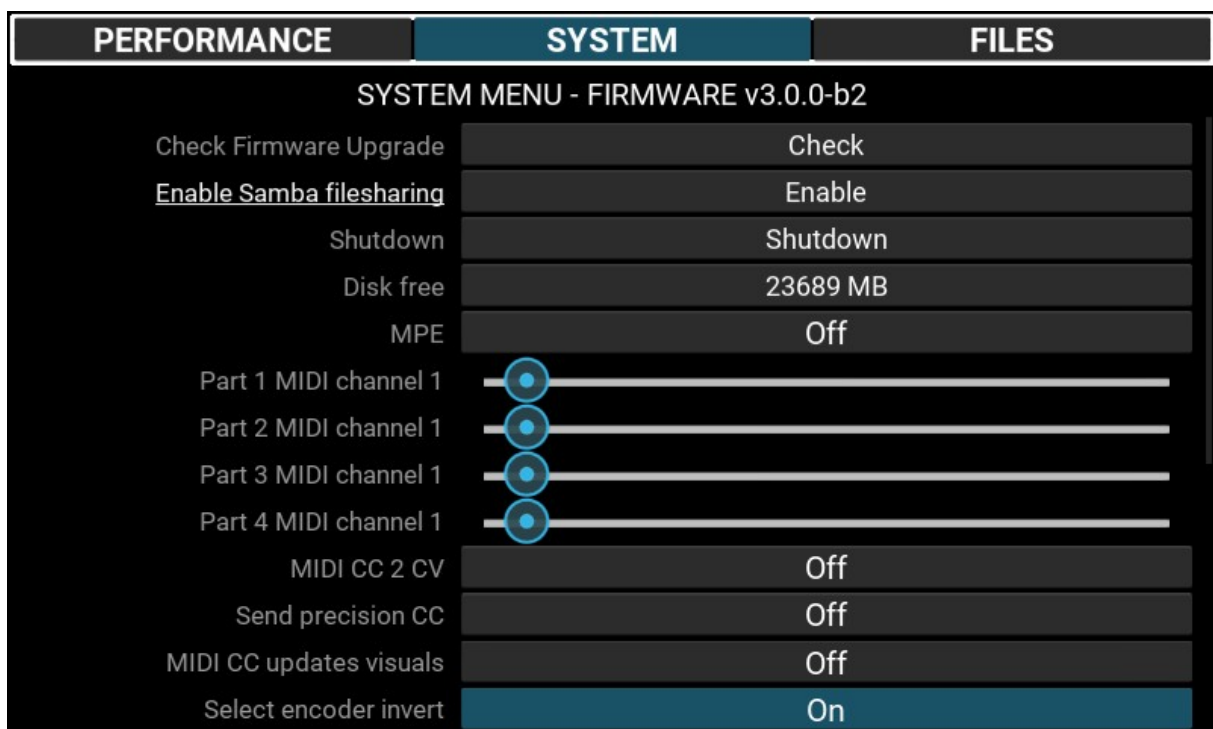 PERFORMANCE SYSTEM FILES
SYSTEM MENU - FIRMWARE v3.0.0-b2
Check Firmware Upgrade Check
Enable Samba filesharing Enable
Shutdown Shutdown
Disk free 23689 MB
MPE Off
Part 1 MIDI channel 1
Part 2 MIDI channel 1
Part 3 MIDI channel 1
Part 4 MIDI channel 1
MIDI CC 2 CV Off
Send precision CC Off
MIDI CC updates visuals Off
Select encoder invert On